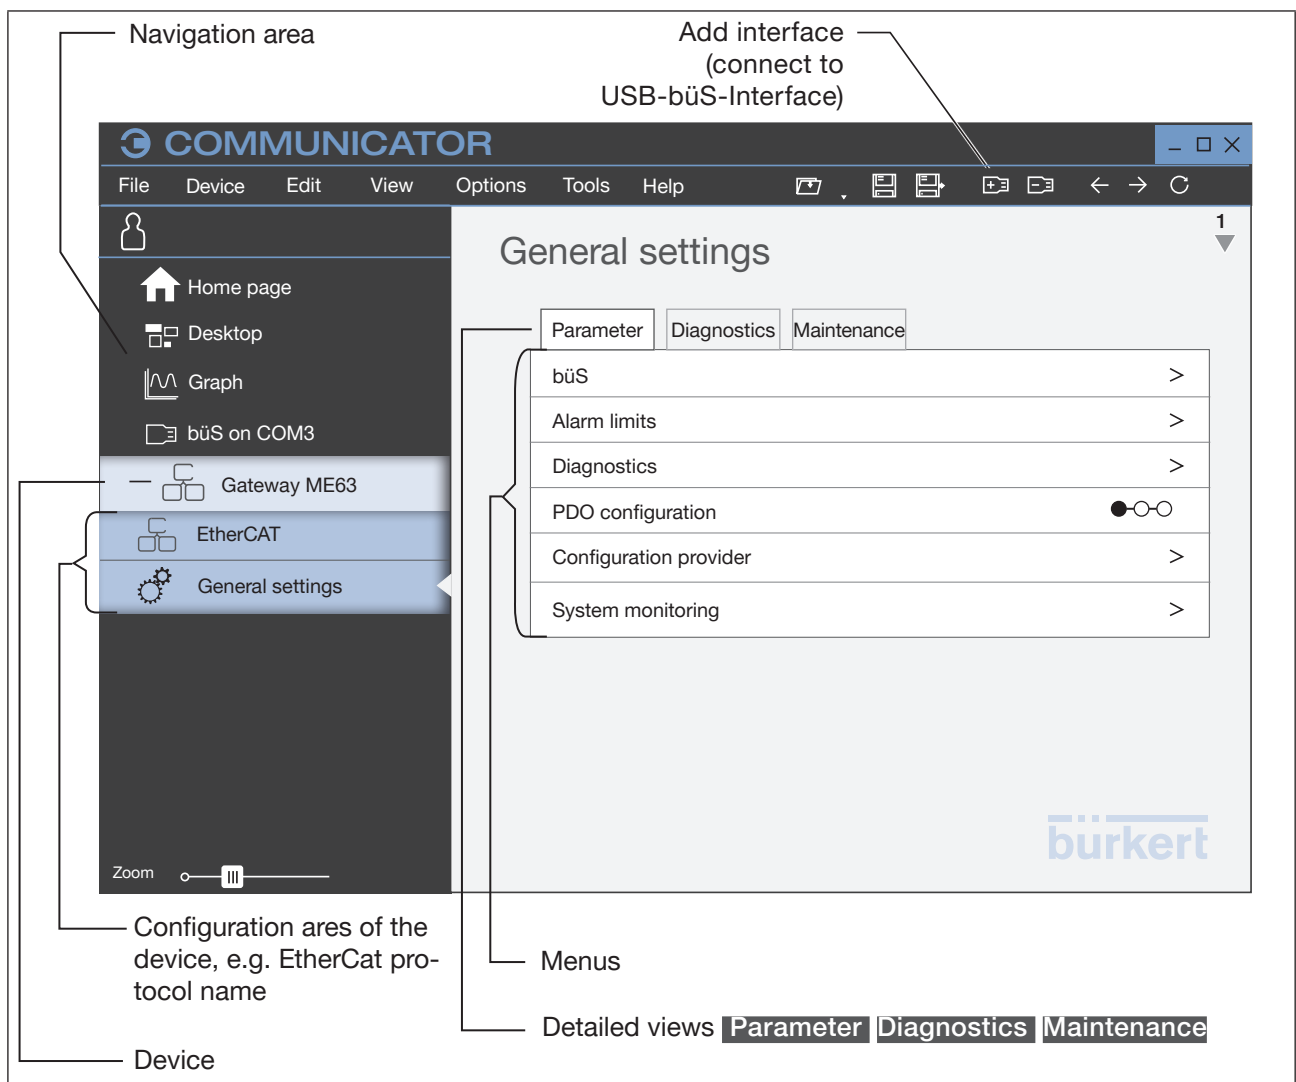 Navigation area
Add interface
(connect to
USB-büS-Interface)
COMMUNICATOR
File Device Edit View Options Tools Help
1
General settings
Home page
Desktop
Graph
büS on COM3
Gateway ME63
EtherCAT
General settings
Parameter Diagnostics Maintenance
büS
Alarm limits
Diagnostics
PDO configuration
Configuration provider
System monitoring
bürkert
Zoom
Configuration ares of the
device, e.g. EtherCat pro-
tocol name
Menus
Detailed views Parameter Diagnostics Maintenance
Device